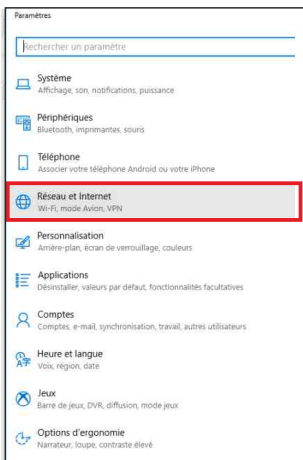 Paramètres
Rechercher un paramètre
Système
Affichage, son, notifications, puissance
Périphériques
Bluetooth, imprimantes, souris
Téléphone
Associer votre téléphone Android ou votre iPhone
Réseau et Internet
Wi-Fi, mode Avion, VPN
Personnalisation
Arrière-plan, écran de verrouillage, couleurs
Applications
Désinstaller, valeurs par défaut, fonctionnalités facultatives
Comptes
Comptes, e-mail, synchronisation, travail, autres utilisateurs
Heure et langue
Voix, région, date
Jeux
Barre de jeux, DVR, diffusion, mode jeux
Options d'ergonomie
Narrateur, loupe, contraste élevé